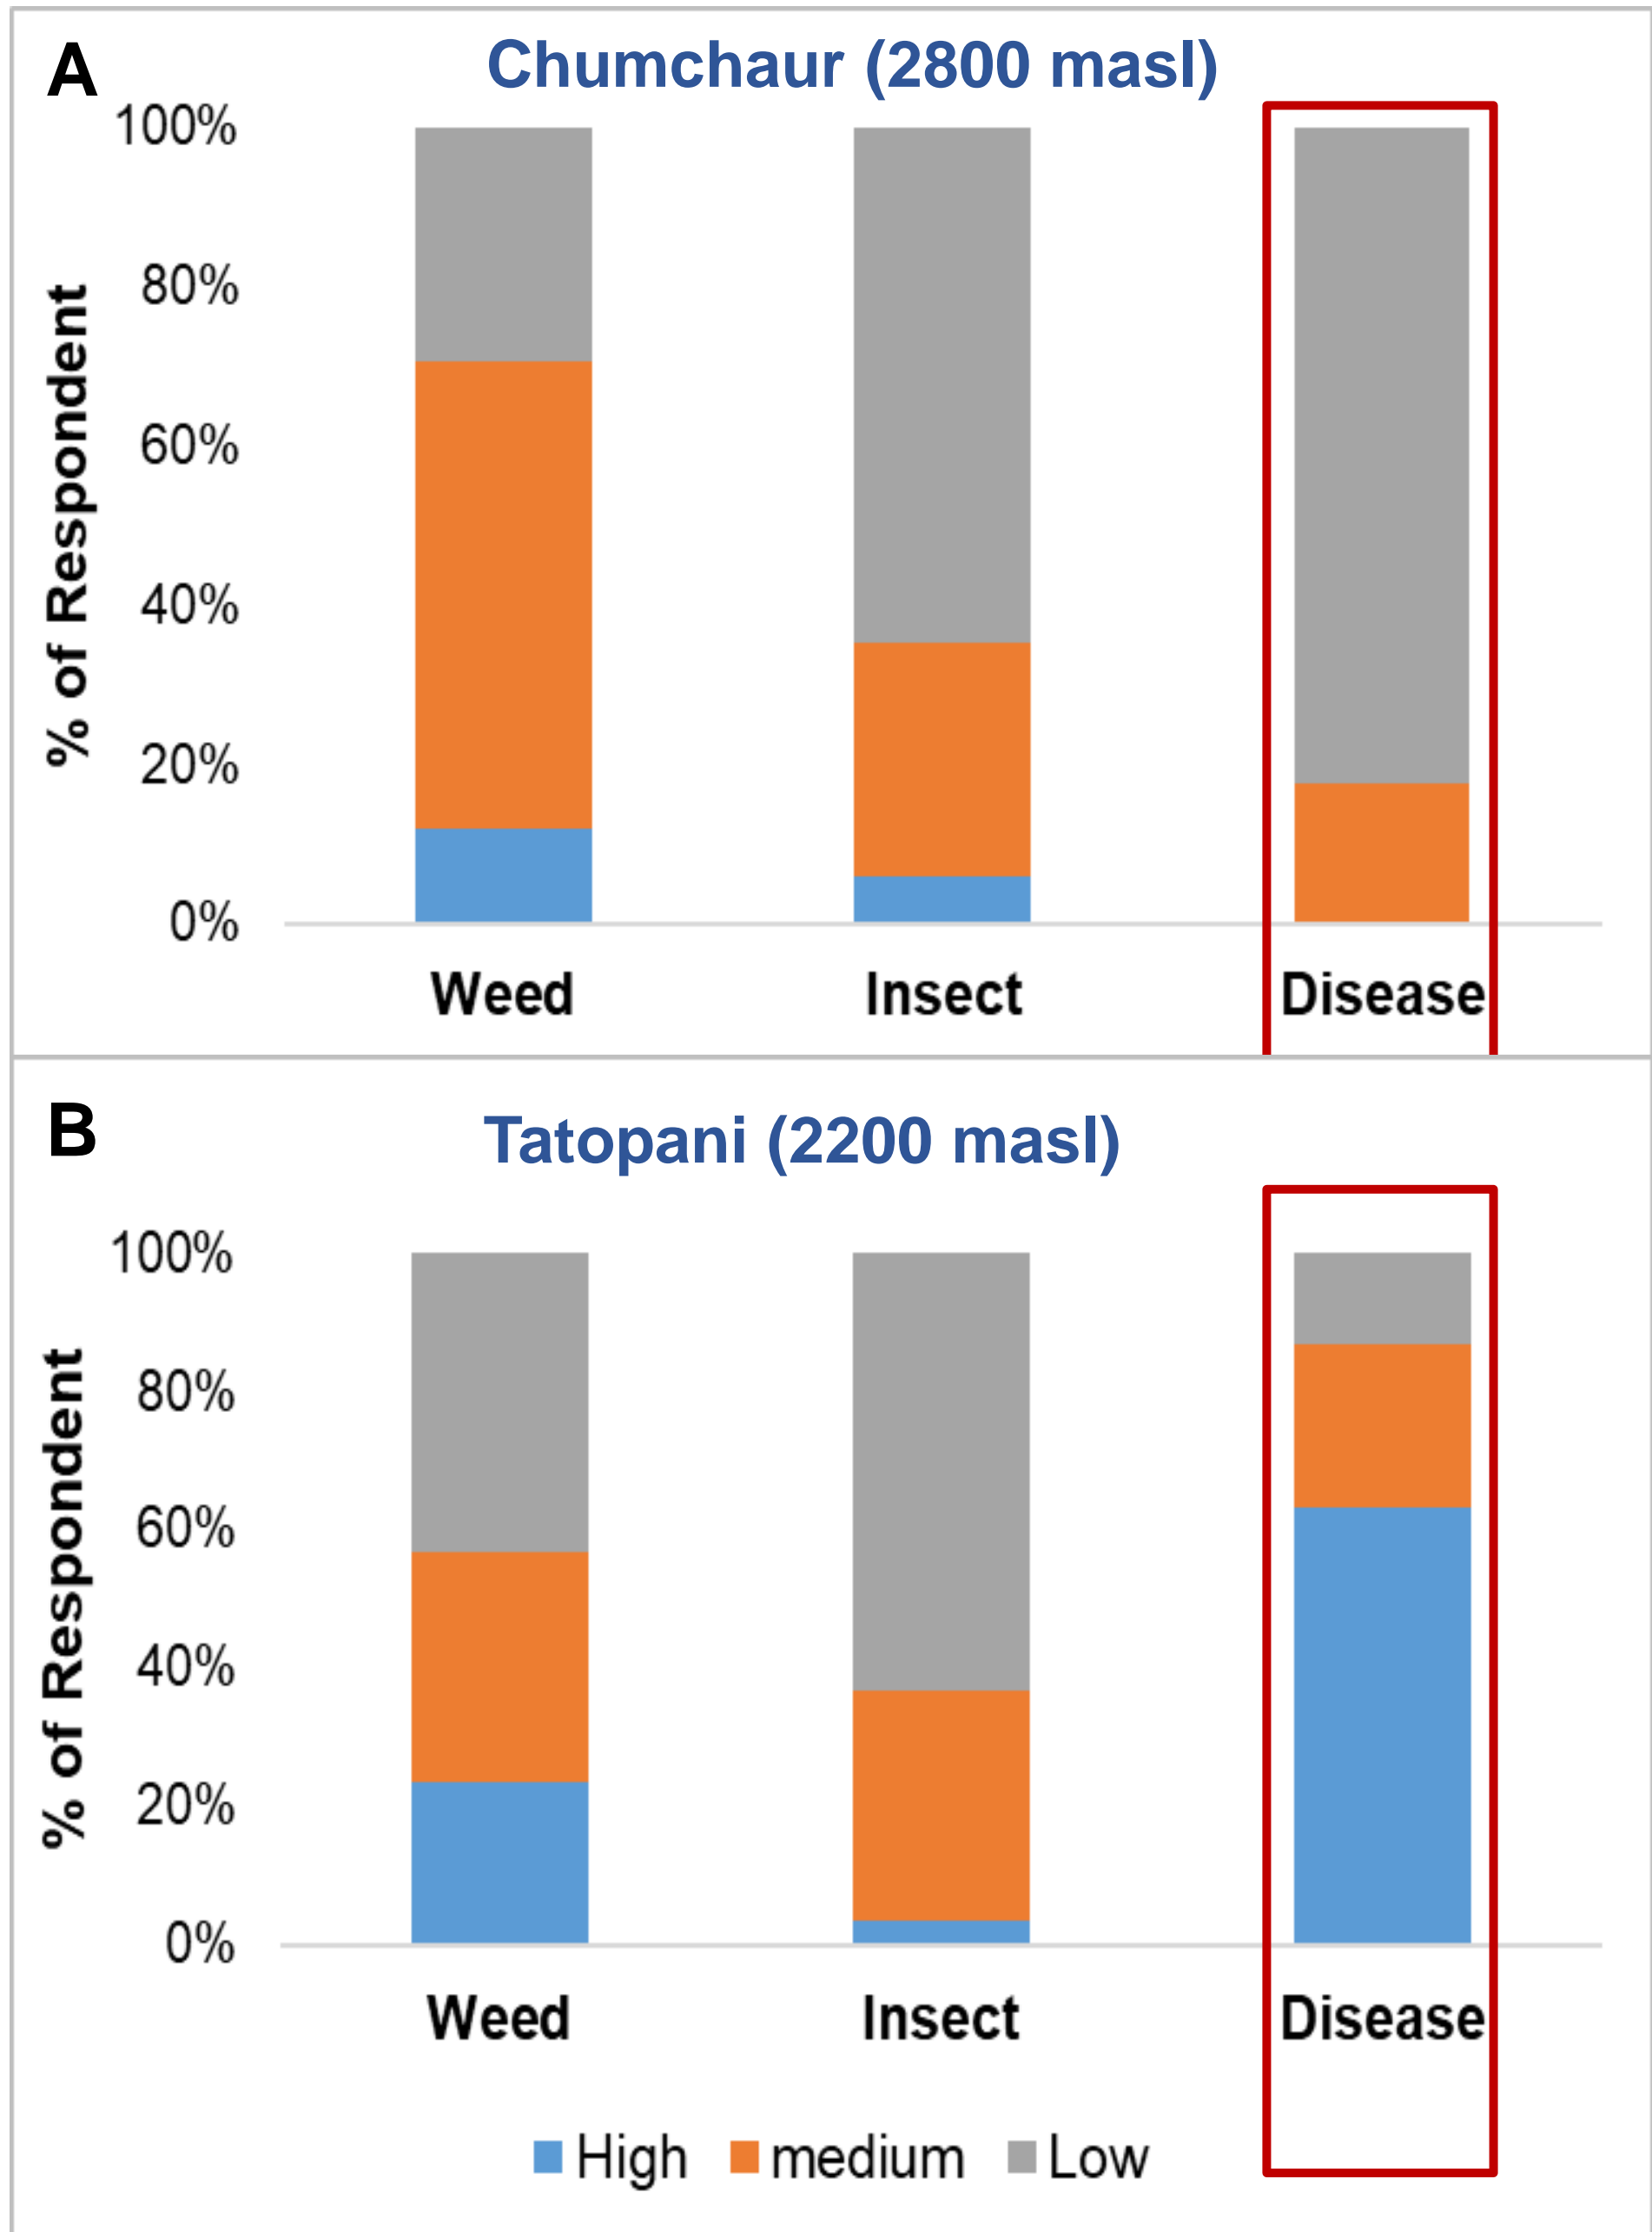 A
Chumchaur (2800 masl)
100%
80%
60%
40%
20%
0%
% of Respondent
Weed Insect Disease
B
Tatopani (2200 masl)
100%
80%
60%
40%
20%
0%
% of Respondent
Weed Insect Disease
High medium Low